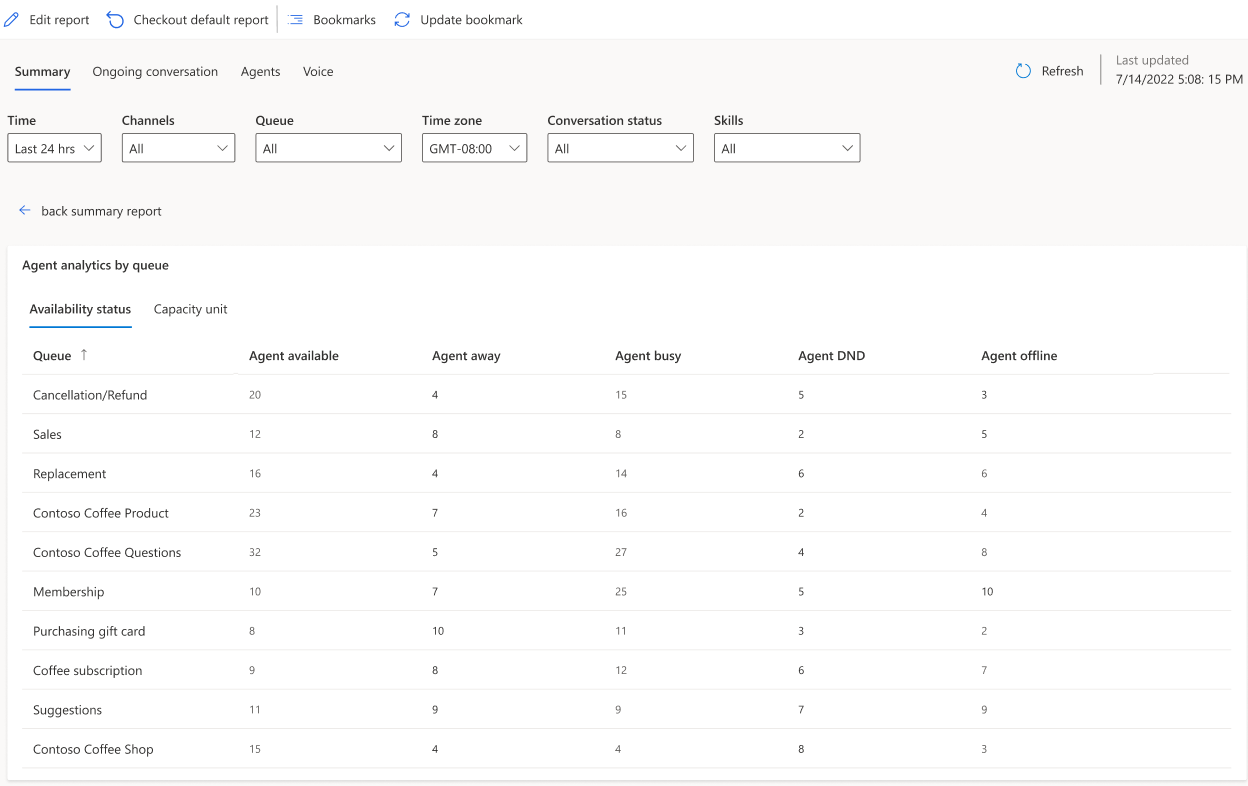 Edit report Checkout default report Bookmarks Update bookmark
Summary Ongoing conversation Agents Voice Refresh Last updated
7/14/2022 5:08: 15 PM
Time Channels Queue Time zone Conversation status Skills
Last 24 hrs All All GMT-08:00 All All
back summary report
Agent analytics by queue
Availability status Capacity unit
Queue ↑ Agent available Agent away Agent busy Agent DND Agent offline
Cancellation/Refund 20 4 15 5 3
Sales 12 8 8 2 5
Replacement 16 4 14 6 6
Contoso Coffee Product 23 7 16 2 4
Contoso Coffee Questions 32 5 27 4 8
Membership 10 7 25 5 10
Purchasing gift card 8 10 11 3 2
Coffee subscription 9 8 12 6 7
Suggestions 11 9 9 7 9
Contoso Coffee Shop 15 4 4 8 3